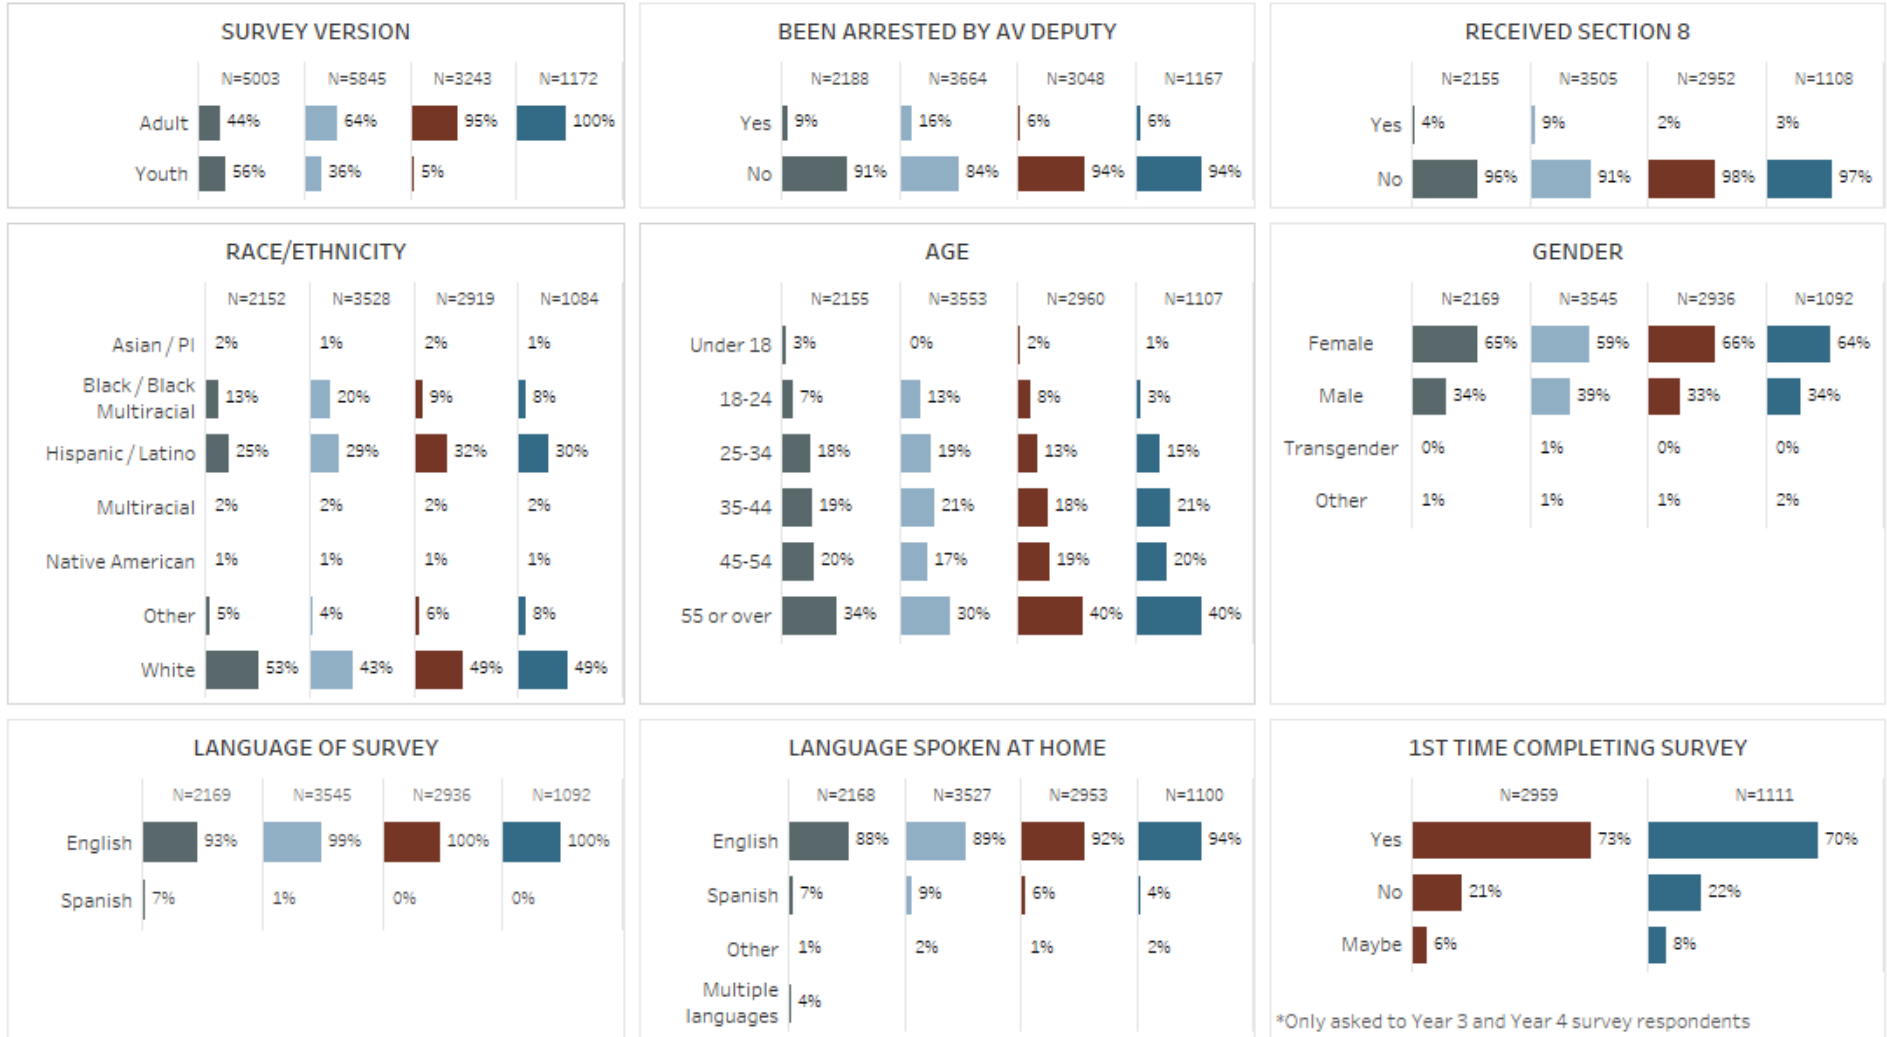 SURVEY VERSION
N=5003 N=5845 N=3243 N=1172
Adult 44% 64% 95% 100%
Youth 56% 36% 5%
BEEN ARRESTED BY AV DEPUTY
N=2188 N=3664 N=3048 N=1167
Yes 9% 16% 6% 6%
No 91% 84% 94% 94%
RECEIVED SECTION 8
N=2155 N=3505 N=2952 N=1108
Yes 4% 9% 2% 3%
No 96% 91% 98% 97%
RACE/ETHNICITY
N=2152 N=3528 N=2919 N=1084
Asian / PI 2% 1% 2% 1%
Black / Black
Multiracial 13% 20% 9% 8%
Hispanic / Latino 25% 29% 32% 30%
Multiracial 2% 2% 2% 2%
Native American 1% 1% 1% 1%
Other 5% 4% 6% 8%
White 53% 43% 49% 49%
AGE
N=2155 N=3553 N=2960 N=1107
Under 18 3% 0% 2% 1%
18-24 7% 13% 8% 3%
25-34 18% 19% 13% 15%
35-44 19% 21% 18% 21%
45-54 20% 17% 19% 20%
55 or over 34% 30% 40% 40%
GENDER
N=2169 N=3545 N=2936 N=1092
Female 65% 59% 66% 64%
Male 34% 39% 33% 34%
Transgender 0% 1% 0% 0%
Other 1% 1% 1% 2%
LANGUAGE OF SURVEY
N=2169 N=3545 N=2936 N=1092
English 93% 99% 100% 100%
Spanish 7% 1% 0% 0%
LANGUAGE SPOKEN AT HOME
N=2168 N=3527 N=2953 N=1100
English 88% 89% 92% 94%
Spanish 7% 9% 6% 4%
Other 1% 2% 1% 2%
Multiple
languages 4%
1ST TIME COMPLETING SURVEY
N=2959 N=1111
Yes 73% 70%
No 21% 22%
Maybe 6% 8%
*Only asked to Year 3 and Year 4 survey respondents